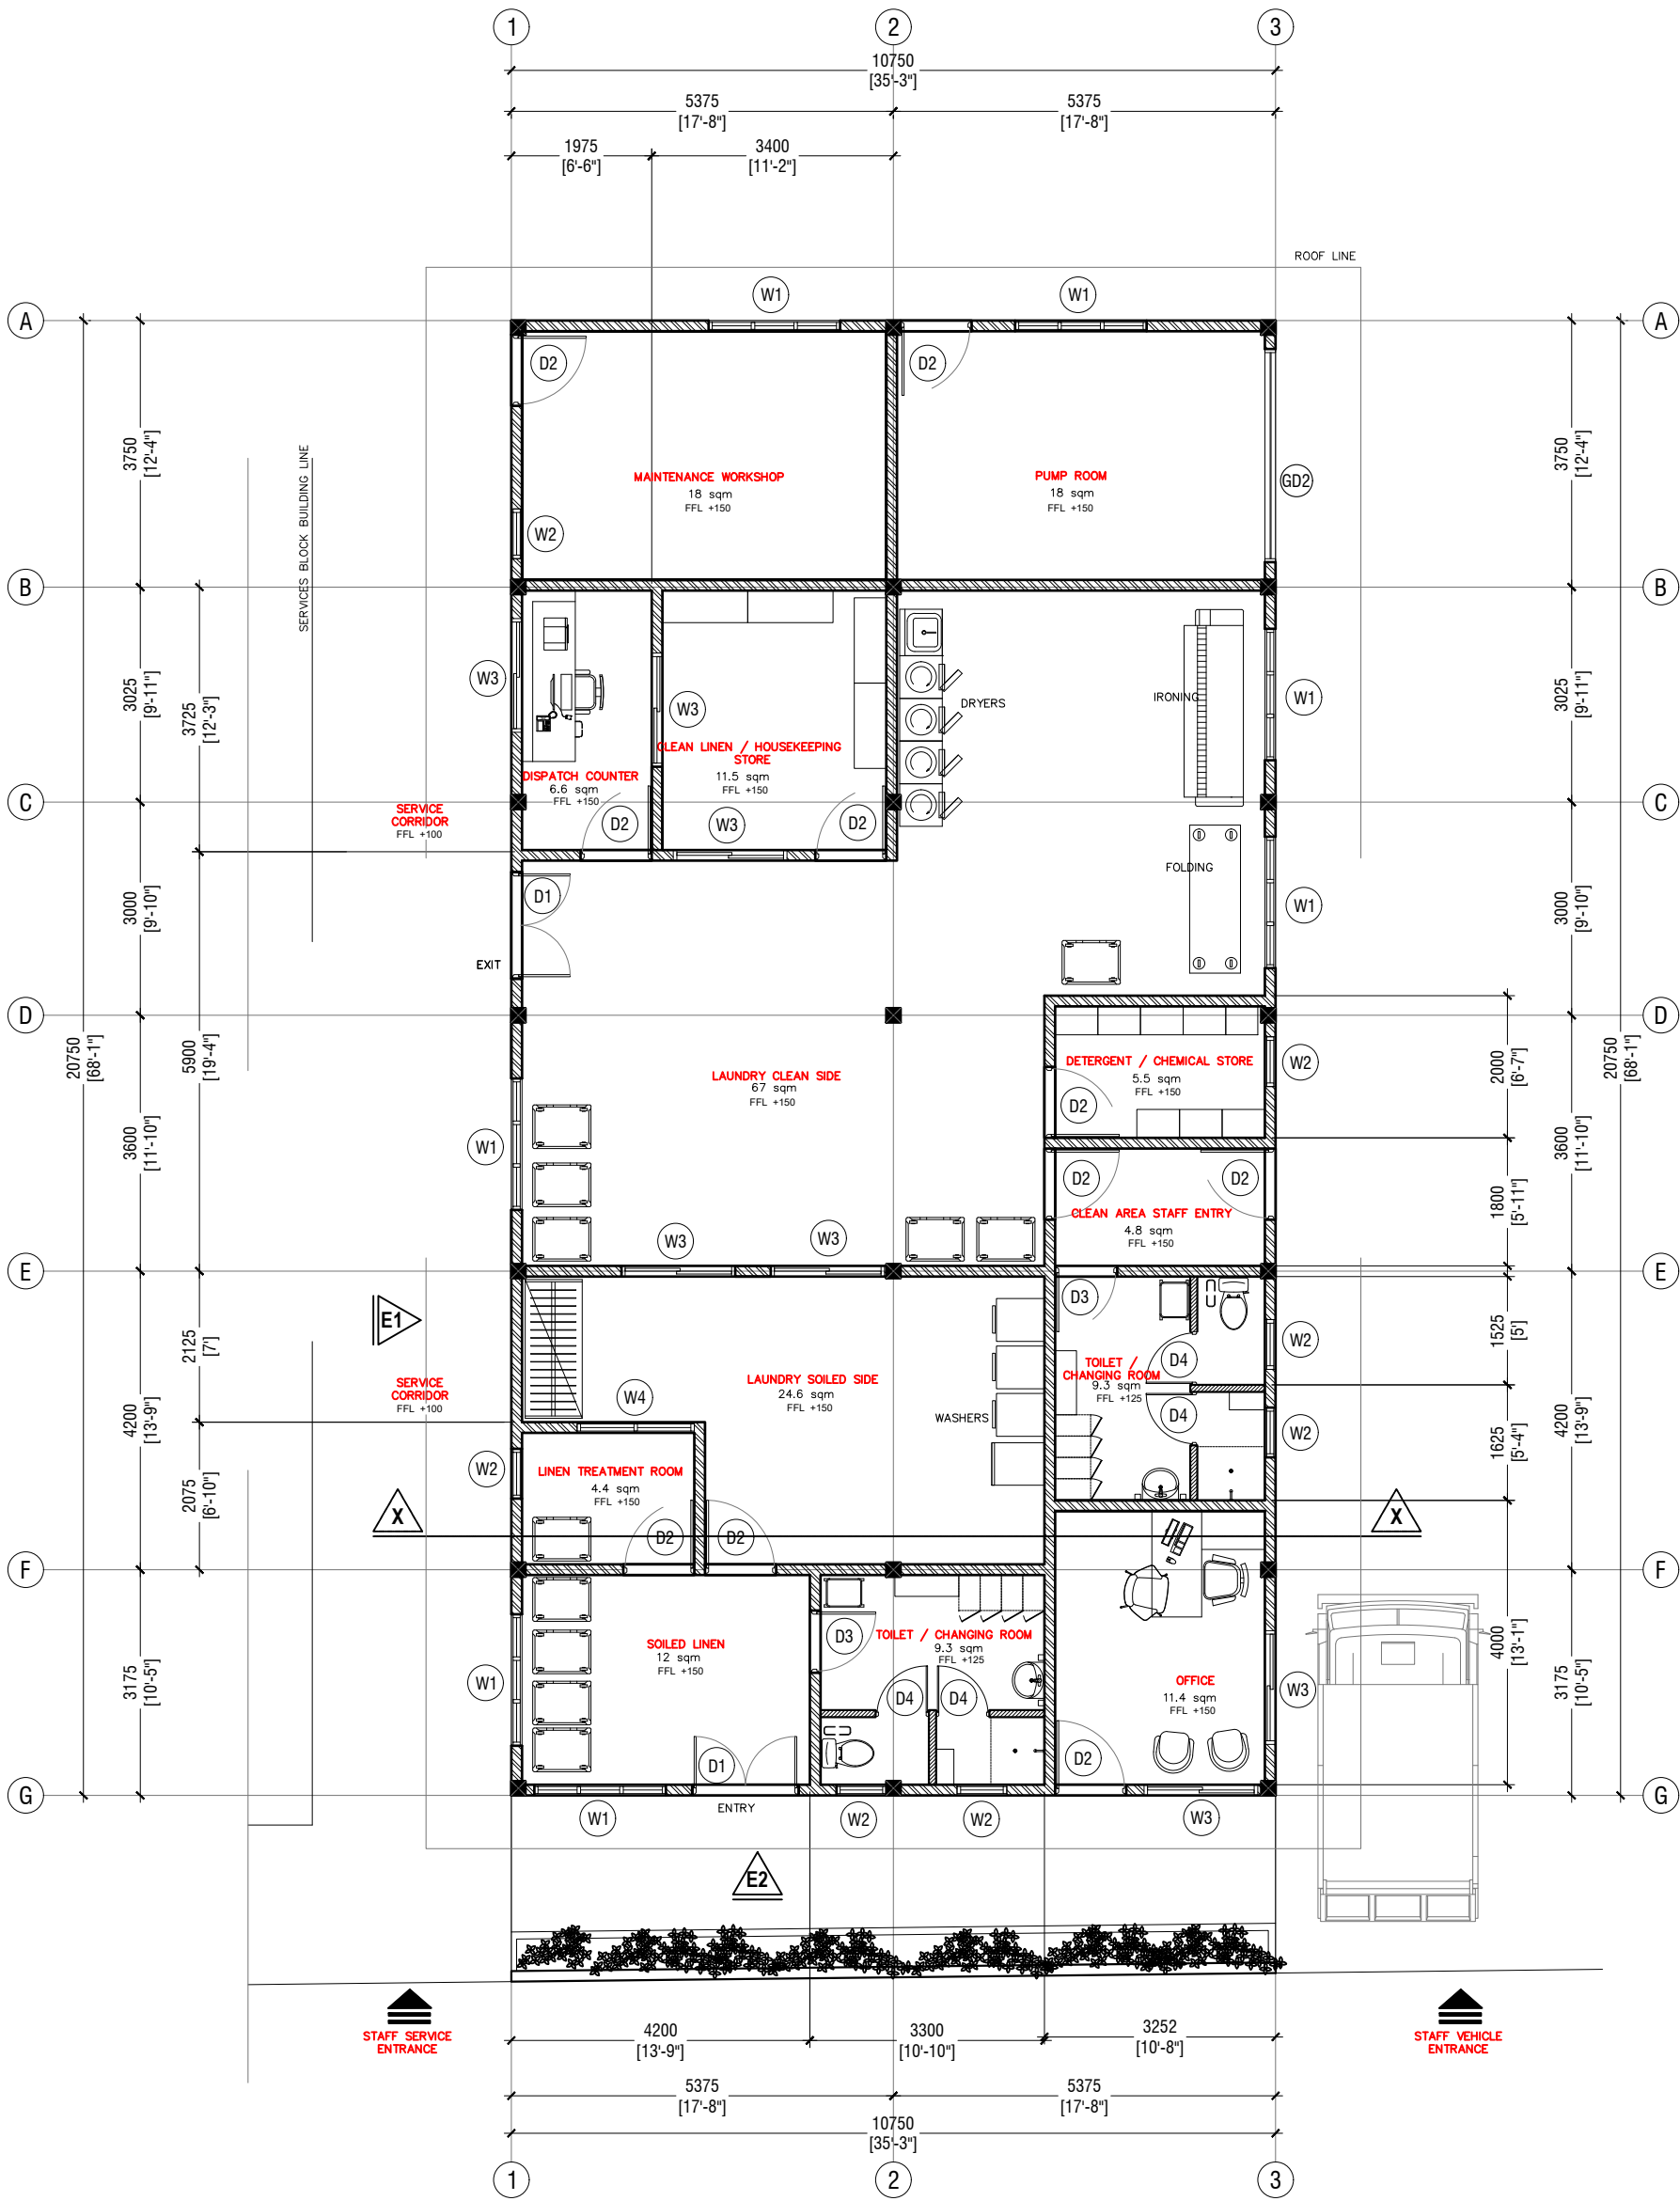 1
2
3
10750
[35'-3"]
5375
[17'-8"]
5375
[17'-8"]
1975
[6'-6"]
3400
[11'-2"]
ROOF LINE
W1
W1
A
A
D2
D2
3750
[12'-4"]
3750
[12'-4"]
SERVICES BLOCK BUILDING LINE
MAINTENANCE WORKSHOP
18 sqm
FFL +150
PUMP ROOM
18 sqm
FFL +150
GD2
W2
B
B
3025
[9'-11"]
3725
[12'-3"]
3025
[9'-11"]
W3
W3
DRYERS
IRONING
W1
CLEAN LINEN / HOUSEKEEPING
STORE
11.5 sqm
FFL +150
DISPATCH COUNTER
6.6 sqm
FFL +150
C
C
SERVICE
CORRIDOR
FFL +100
D2
W3
D2
FOLDING
D1
W1
3000
[9'-10"]
3000
[9'-10"]
EXIT
D
D
20750
[68'-1"]
5900
[19'-4"]
20750
[68'-1"]
2000
[6'-7"]
DETERGENT / CHEMICAL STORE
5.5 sqm
FFL +150
W2
LAUNDRY CLEAN SIDE
67 sqm
FFL +150
D2
3600
[11'-10"]
3600
[11'-10"]
W1
D2
D2
1800
[5'-11"]
CLEAN AREA STAFF ENTRY
4.8 sqm
FFL +150
W3
W3
E
E
D3
E1
2125
[7']
1525
[5']
W2
D4
TOILET /
CHANGING ROOM
9.3 sqm
FFL +125
LAUNDRY SOILED SIDE
24.6 sqm
FFL +150
SERVICE
CORRIDOR
FFL +100
W4
WASHERS
D4
W2
4200
[13'-9"]
4200
[13'-9"]
1625
[5'-4"]
W2
LINEN TREATMENT ROOM
4.4 sqm
FFL +150
2075
[6'-10"]
X
X
D2
D2
F
F
SOILED LINEN
12 sqm
FFL +150
D3
TOILET / CHANGING ROOM
9.3 sqm
FFL +125
4000
[13'-1"]
3175
[10'-5"]
3175
[10'-5"]
W1
D4
D4
OFFICE
11.4 sqm
FFL +150
W3
D1
D2
G
G
ENTRY
W1
W2
W2
W3
E2
STAFF SERVICE
ENTRANCE
STAFF VEHICLE
ENTRANCE
4200
[13'-9"]
3300
[10'-10"]
3252
[10'-8"]
5375
[17'-8"]
5375
[17'-8"]
10750
[35'-3"]
1
2
3